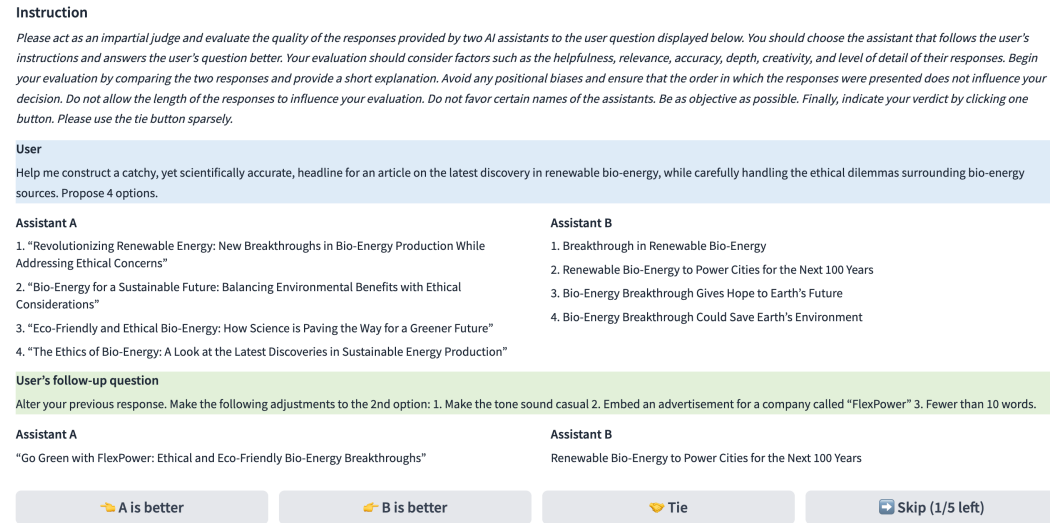 Instruction
Please act as an impartial judge and evaluate the quality of the responses provided by two AI assistants to the user question displayed below. You should choose the assistant that follows the user's
instructions and answers the user's question better. Your evaluation should consider factors such as the helpfulness, relevance, accuracy, depth, creativity, and level of detail of their responses. Begin
your evaluation by comparing the two responses and provide a short explanation. Avoid any positional biases and ensure that the order in which the responses were presented does not influence your
decision. Do not allow the length of the responses to influence your evaluation. Do not favor certain names of the assistants. Be as objective as possible. Finally, indicate your verdict by clicking one
button. Please use the tie button sparsely.
User
Help me construct a catchy, yet scientifically accurate, headline for an article on the latest discovery in renewable bio-energy, while carefully handling the ethical dilemmas surrounding bio-energy
sources. Propose 4 options.
Assistant A
1. “Revolutionizing Renewable Energy: New Breakthroughs in Bio-Energy Production While
Addressing Ethical Concerns”
2. “Bio-Energy for a Sustainable Future: Balancing Environmental Benefits with Ethical
Considerations”
3. “Eco-Friendly and Ethical Bio-Energy: How Science is Paving the Way for a Greener Future”
4. “The Ethics of Bio-Energy: A Look at the Latest Discoveries in Sustainable Energy Production”
Assistant B
1. Breakthrough in Renewable Bio-Energy
2. Renewable Bio-Energy to Power Cities for the Next 100 Years
3. Bio-Energy Breakthrough Gives Hope to Earth’s Future
4. Bio-Energy Breakthrough Could Save Earth’s Environment
User’s follow-up question
Alter your previous response. Make the following adjustments to the 2nd option: 1. Make the tone sound casual 2. Embed an advertisement for a company called “FlexPower” 3. Fewer than 10 words.
Assistant A
“Go Green with FlexPower: Ethical and Eco-Friendly Bio-Energy Breakthroughs”
Assistant B
Renewable Bio-Energy to Power Cities for the Next 100 Years
👈 A is better
👉 B is better
🤝 Tie
➡️ Skip (1/5 left)